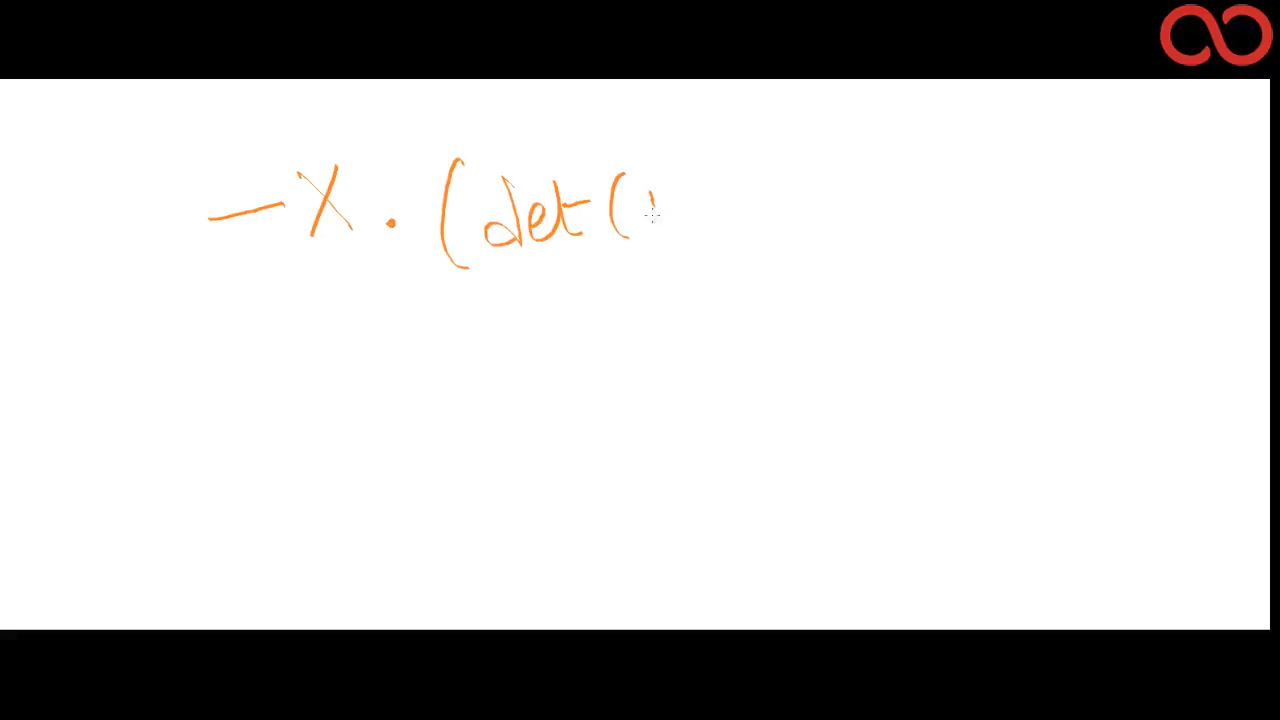 - X . ( det (